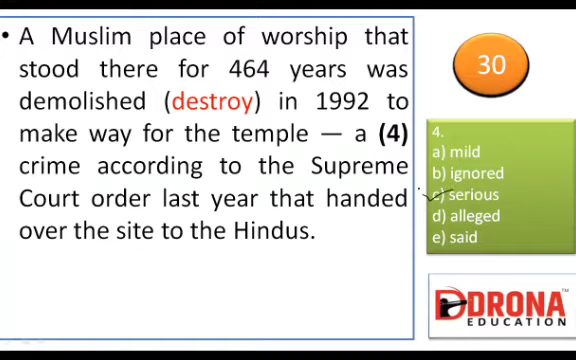 • A Muslim place of worship that
stood there for 464 years was
demolished (destroy) in 1992 to
make way for the temple — a (4)
crime according to the Supreme
Court order last year that handed
over the site to the Hindus.
30
4.
a) mild
b) ignored
c) serious
d) alleged
e) said
DRONA™
EDUCATION